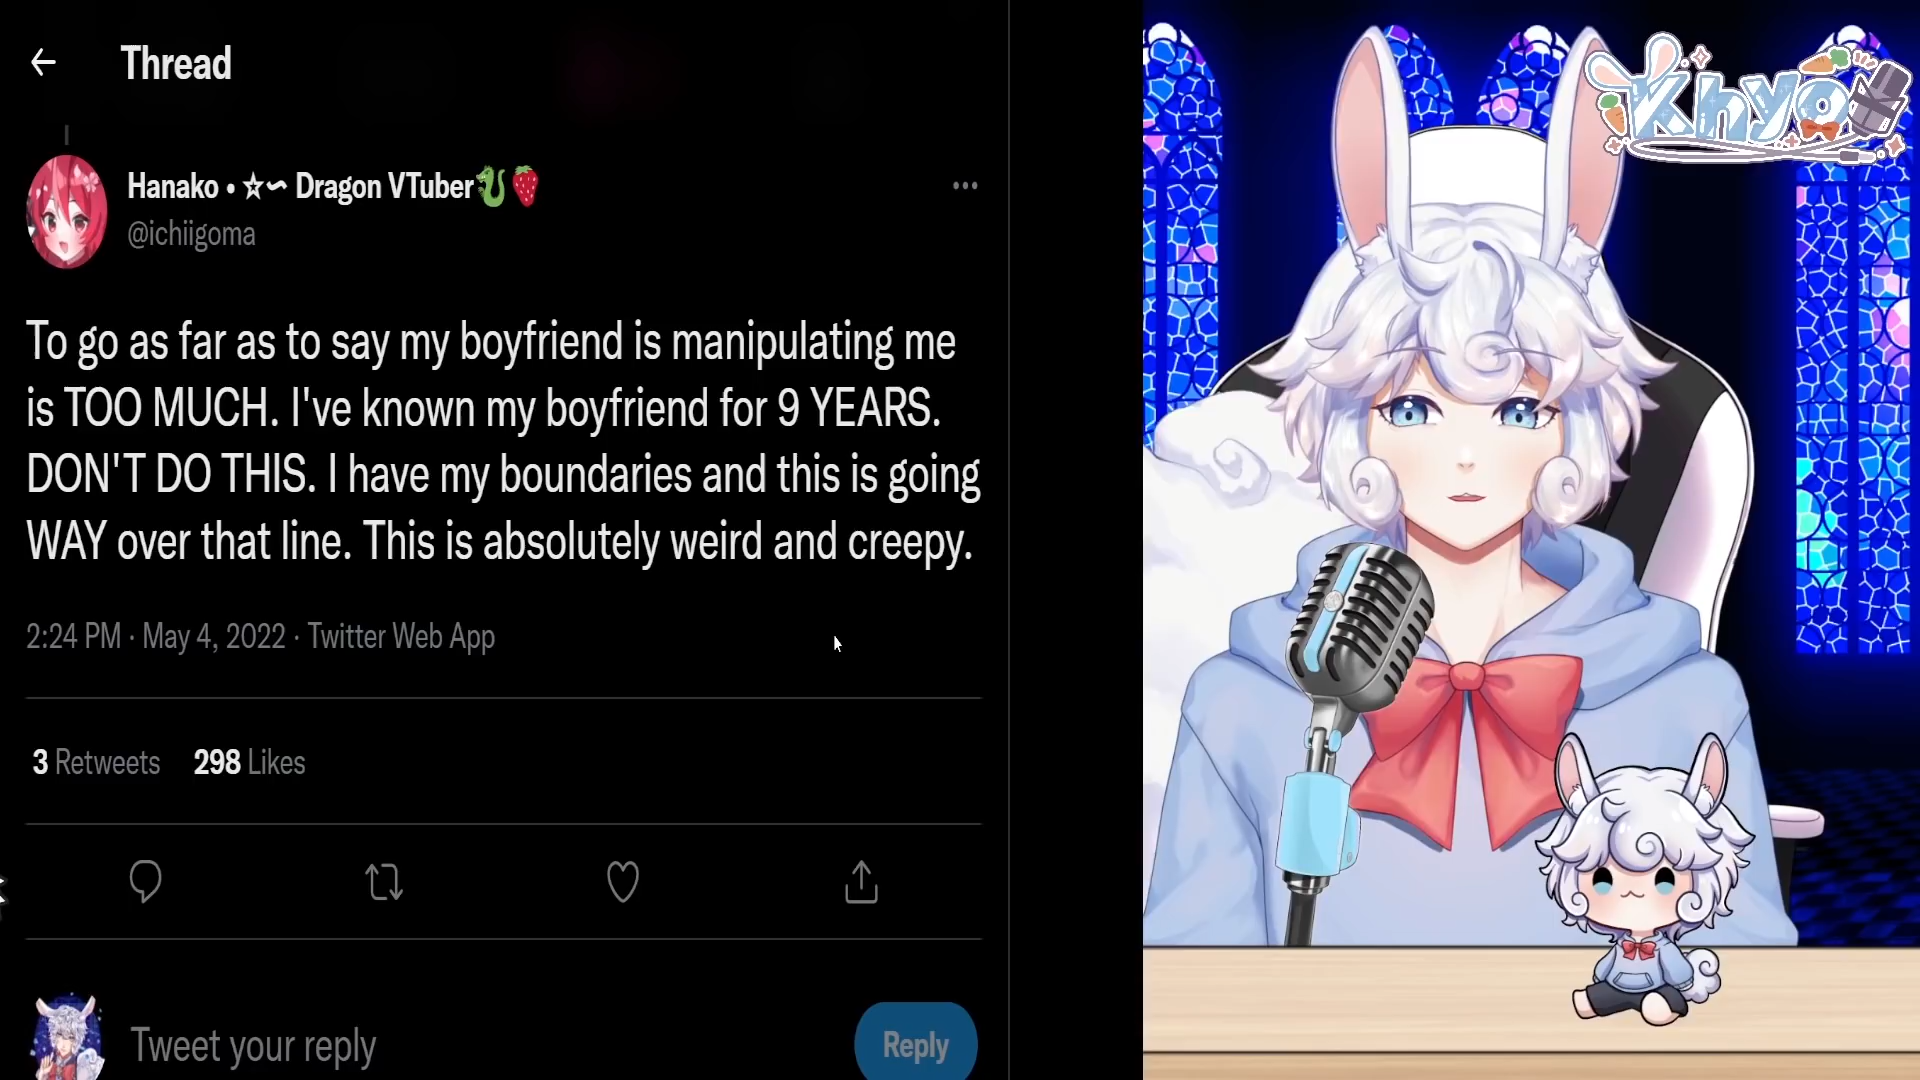 Thread
Hanako • ☆~ Dragon VTuber🐉🍓
@ichiigoma
To go as far as to say my boyfriend is manipulating me
is TOO MUCH. I've known my boyfriend for 9 YEARS.
DON'T DO THIS. I have my boundaries and this is going
WAY over that line. This is absolutely weird and creepy.
2:24 PM · May 4, 2022 · Twitter Web App
3 Retweets 298 Likes
Tweet your reply
Reply
Khyo